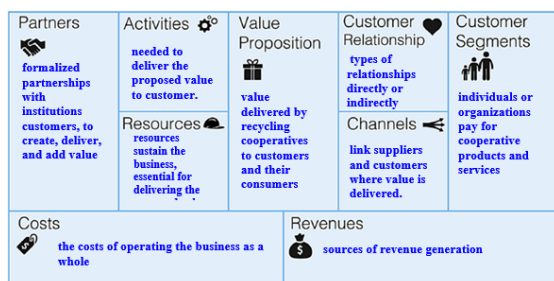 Partners
formalized
partnerships
with
institutions
customers, to
create, deliver,
and add value
Activities
needed to
deliver the
proposed value
to customer.
Resources
resources
sustain the
business,
essential for
delivering the
Value
Proposition
value
delivered by
recycling
cooperatives
to customers
and their
consumers
Customer
Relationship
types of
relationships
directly or
indirectly
Channels
link suppliers
and customers
where value is
delivered.
Customer
Segments
individuals or
organizations
pay for
cooperative
products and
services
Costs
the costs of operating the business as a
whole
Revenues
sources of revenue generation